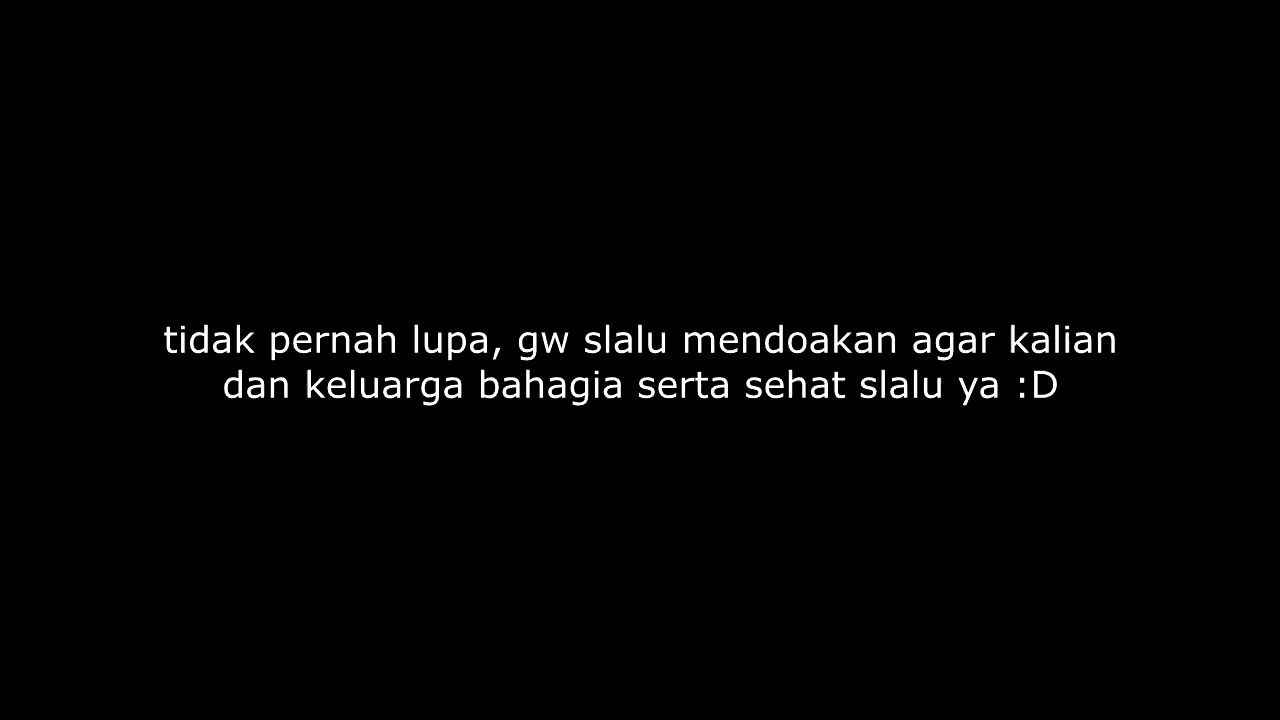 tidak pernah lupa, gw slalu mendoakan agar kalian
dan keluarga bahagia serta sehat slalu ya :D